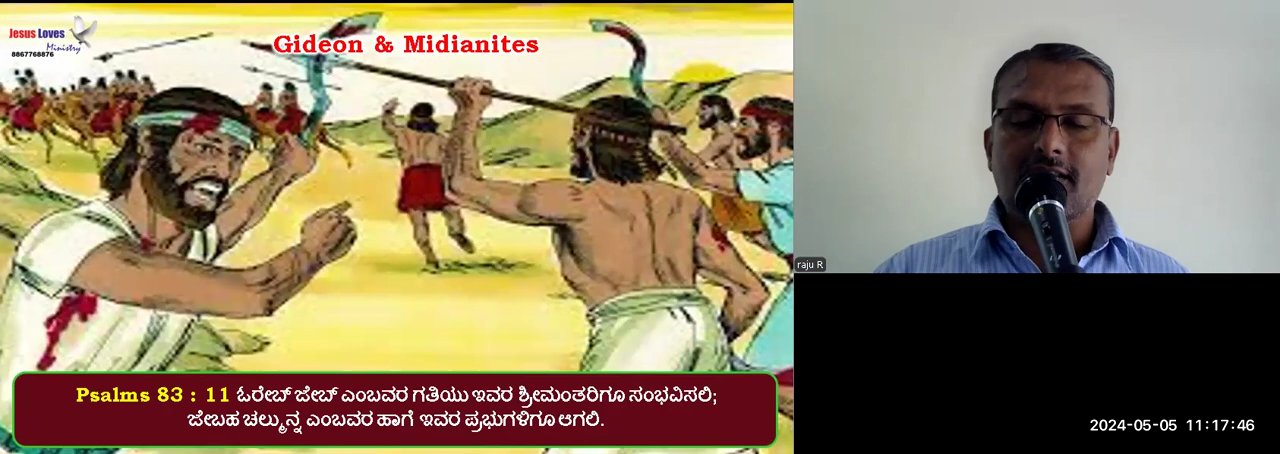 Jesus Loves
Ministry
8867768876
Gideon & Midianites
Psalms 83 : 11 ಓರೇಬ್ ಜೇಬ್ ಎಂಬವರ ಗತಿಯು ಇವರ ಶ್ರೀಮಂತರಿಗೂ ಸಂಭವಿಸಲಿ;
ಜೇಬಹ ಚಲ್ಮುನ್ನ ಎಂಬವರ ಹಾಗೆ ಇವರ ಪ್ರಭುಗಳಿಗೂ ಆಗಲಿ.
raju R
2024-05-05 11:17:46